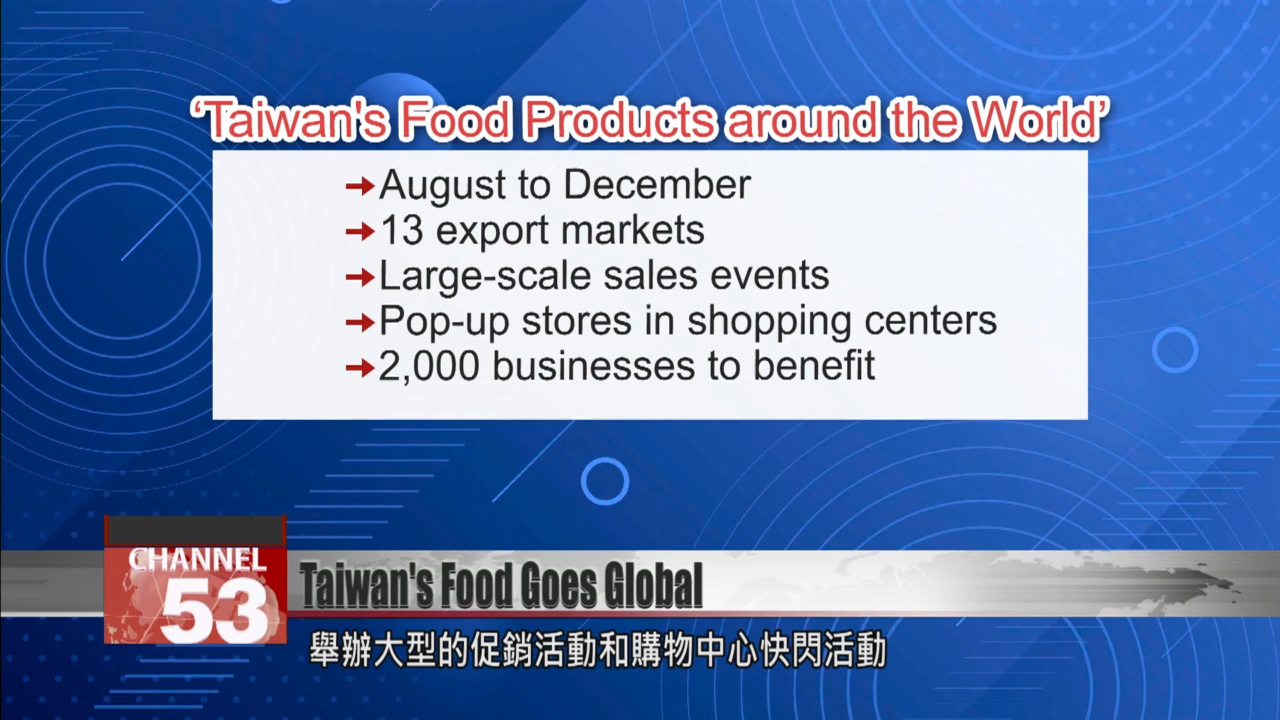 ‘Taiwan's Food Products around the World’
→August to December
→13 export markets
→Large-scale sales events
→Pop-up stores in shopping centers
→2,000 businesses to benefit
CHANNEL
53
Taiwan's Food Goes Global
舉辦大型的促銷活動和購物中心快閃活動